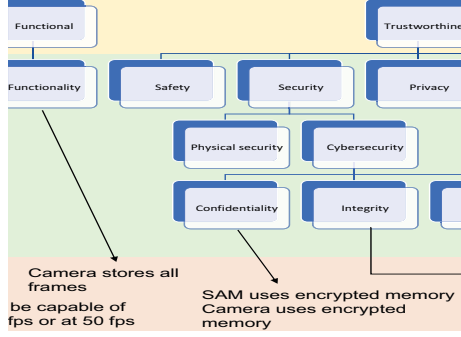 Functional
Trustworthine
Functionality
Safety
Security
Privacy
Physical security
Cybersecurity
Confidentiality
Integrity
Camera stores all
frames
be capable of
fps or at 50 fps
SAM uses encrypted memory
Camera uses encrypted
memory